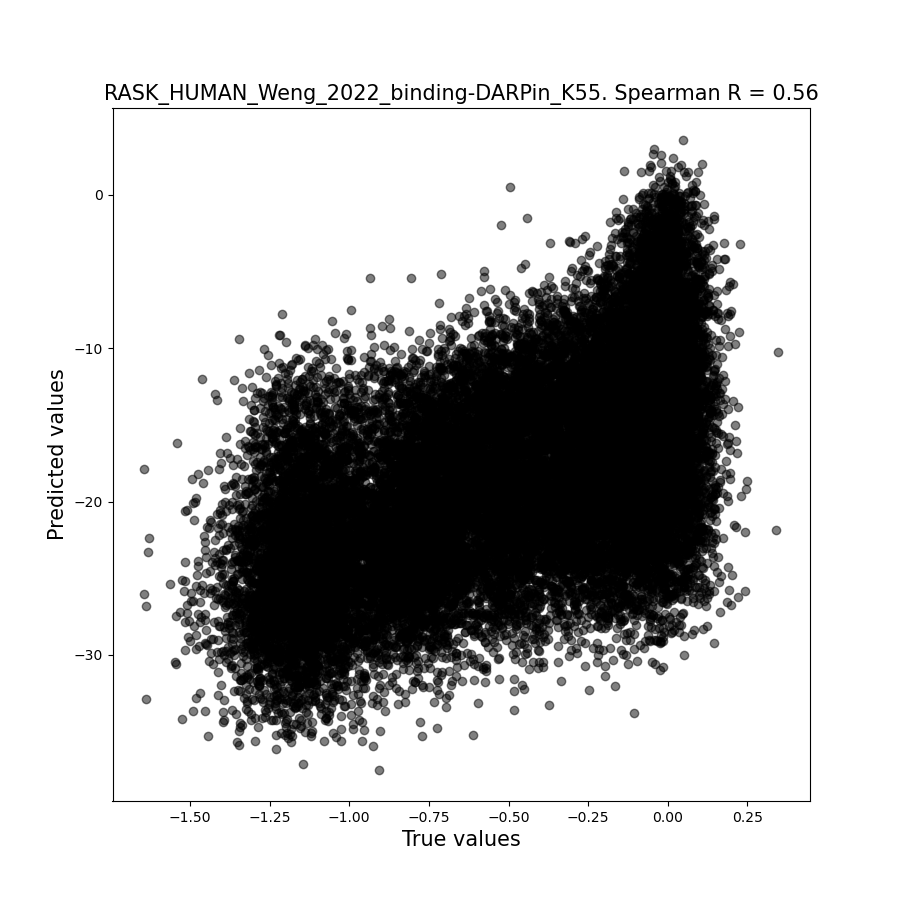 RASK_HUMAN_Weng_2022_binding-DARPin_K55. Spearman R = 0.56
0
−10
−20
−30
Predicted values
−1.50 −1.25 −1.00 −0.75 −0.50 −0.25 0.00 0.25
True values